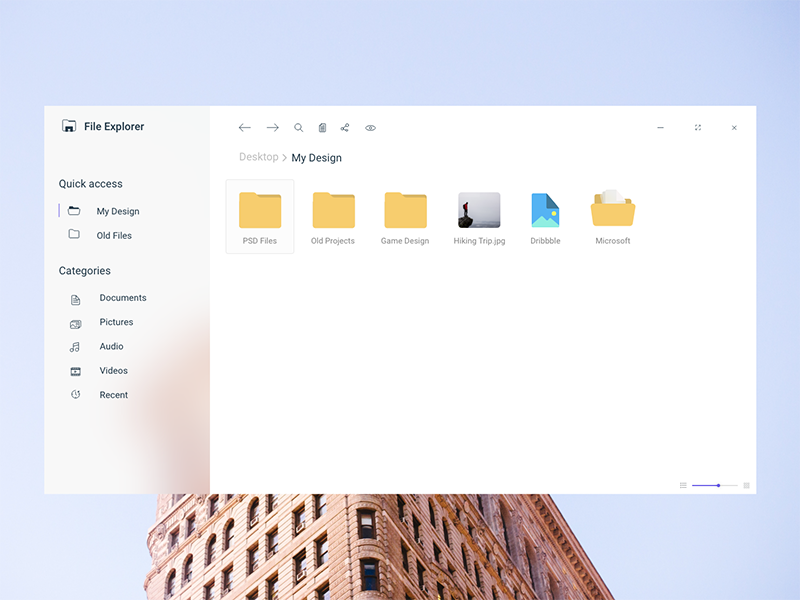 File Explorer
Quick access
My Design
Old Files
Categories
Documents
Pictures
Audio
Videos
Recent
Desktop > My Design
PSD Files
Old Projects
Game Design
Hiking Trip.jpg
Dribbble
Microsoft